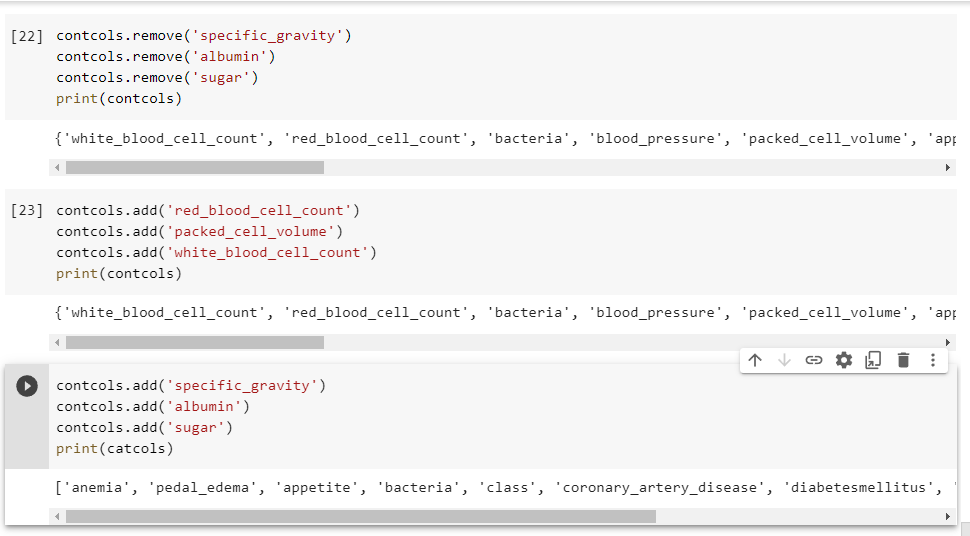 [22] contcols.remove('specific_gravity')
contcols.remove('albumin')
contcols.remove('sugar')
print(contcols)
{'white_blood_cell_count', 'red_blood_cell_count', 'bacteria', 'blood_pressure', 'packed_cell_volume', 'app
[23] contcols.add('red_blood_cell_count')
contcols.add('packed_cell_volume')
contcols.add('white_blood_cell_count')
print(contcols)
{'white_blood_cell_count', 'red_blood_cell_count', 'bacteria', 'blood_pressure', 'packed_cell_volume', 'app
contcols.add('specific_gravity')
contcols.add('albumin')
contcols.add('sugar')
print(catcols)
['anemia', 'pedal_edema', 'appetite', 'bacteria', 'class', 'coronary_artery_disease', 'diabetesmellitus', '